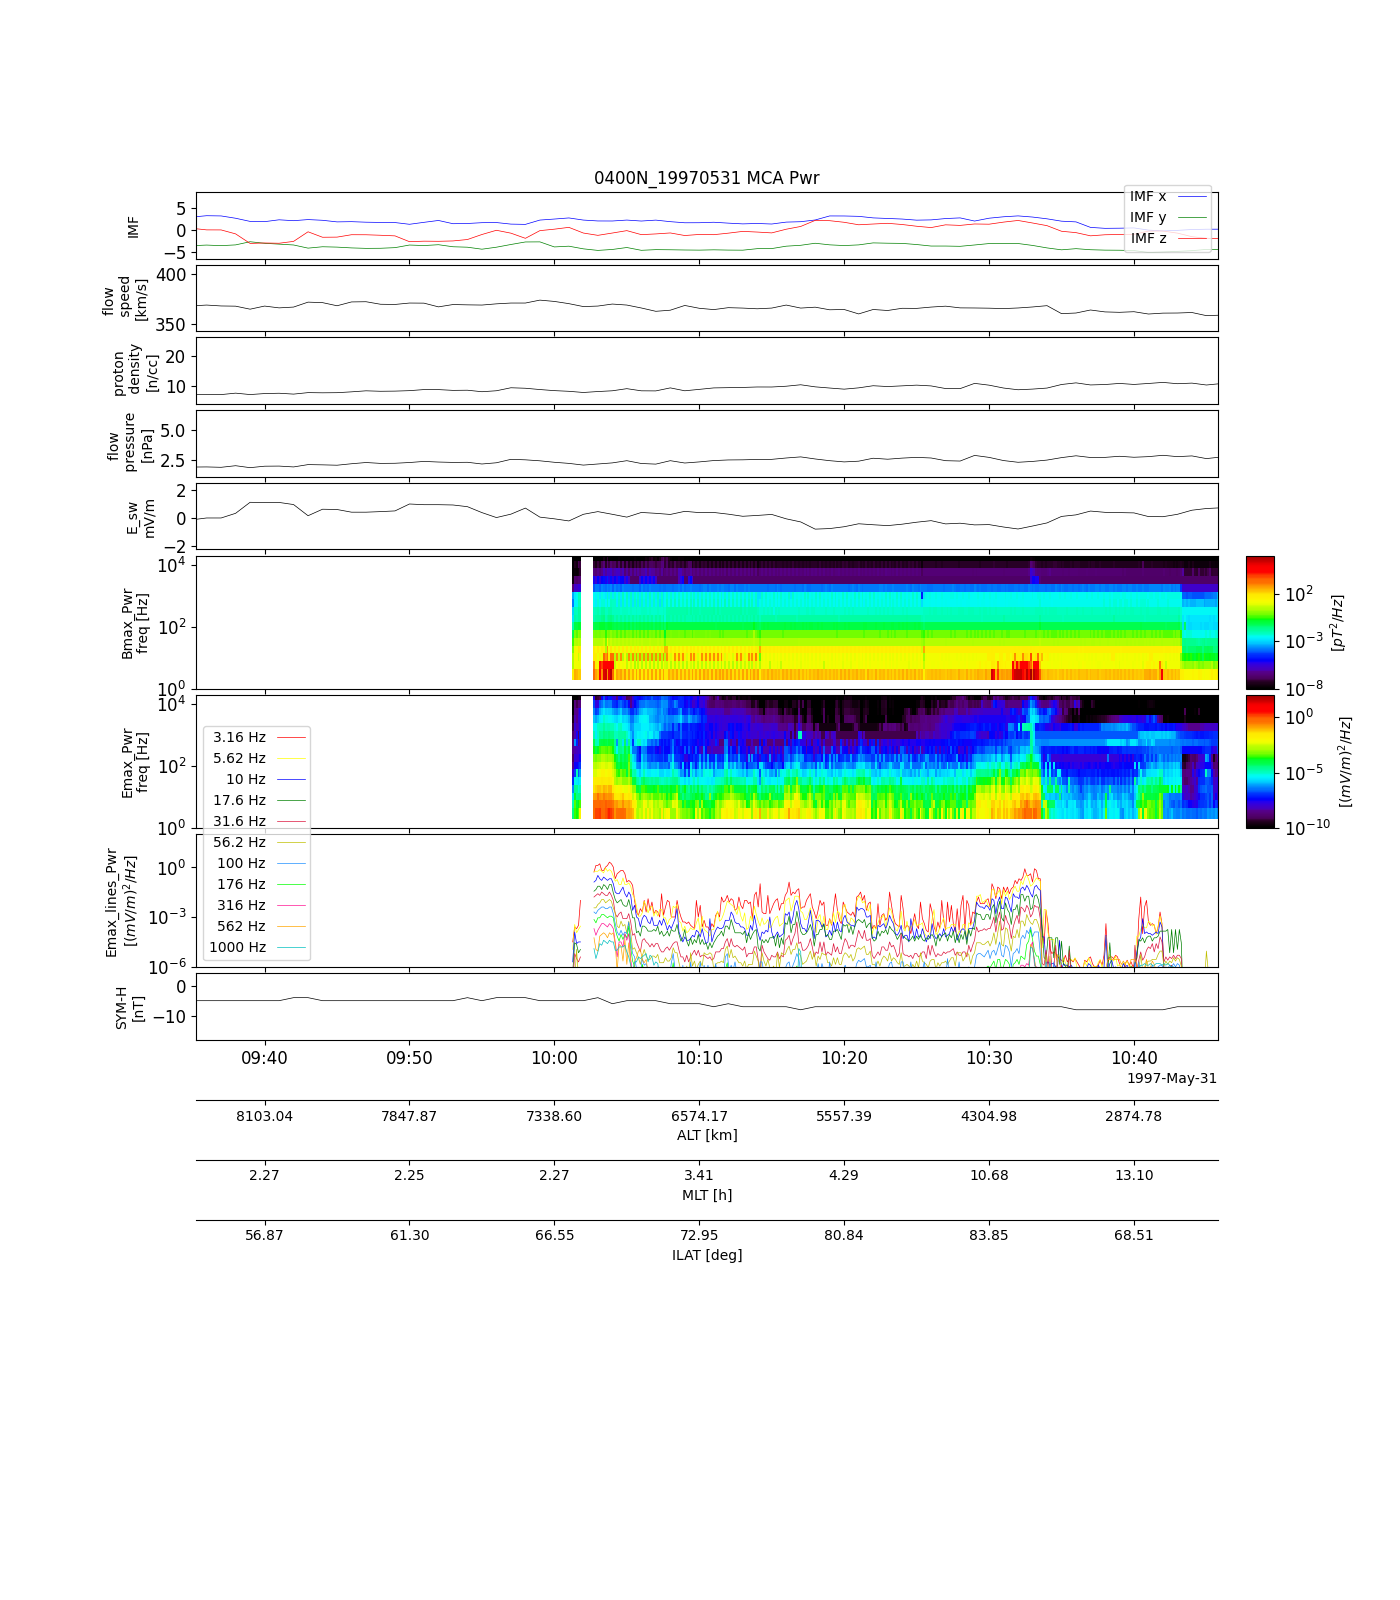 0400N_19970531 MCA Pwr
IMF
5
0
−5
IMF x
IMF y
IMF z
flow
speed
[km/s]
400
350
proton
density
[n/cc]
20
10
flow
pressure
[nPa]
5.0
2.5
E_sw
mV/m
2
0
−2
Bmax_Pwr
freq [Hz]
10^4
10^2
10^0
10^2
10^−3
10^−8
[pT^2/Hz]
Emax_Pwr
freq [Hz]
10^4
10^2
10^0
10^0
10^−5
10^−10
[(mV/m)^2/Hz]
3.16 Hz
5.62 Hz
10 Hz
17.6 Hz
31.6 Hz
56.2 Hz
100 Hz
176 Hz
316 Hz
562 Hz
1000 Hz
Emax_lines_Pwr
[(mV/m)^2/Hz]
10^0
10^−3
10^−6
SYM-H
[nT]
0
−10
09:40 09:50 10:00 10:10 10:20 10:30 10:40
1997-May-31
8103.04 7847.87 7338.60 6574.17 5557.39 4304.98 2874.78
ALT [km]
2.27 2.25 2.27 3.41 4.29 10.68 13.10
MLT [h]
56.87 61.30 66.55 72.95 80.84 83.85 68.51
ILAT [deg]